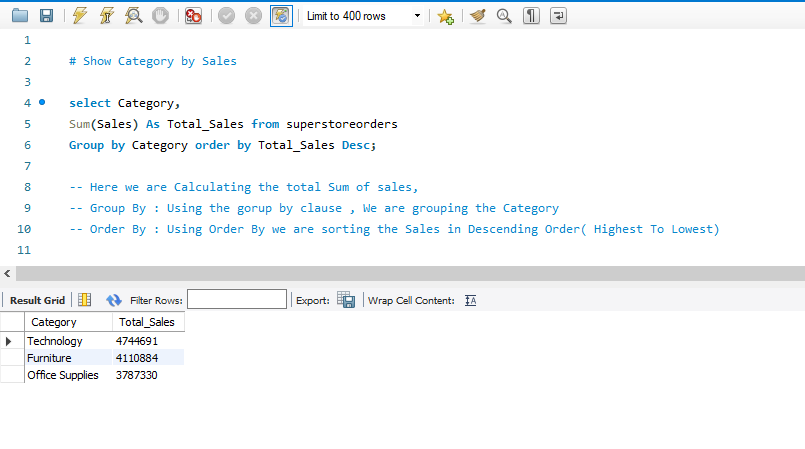 Limit to 400 rows
1
2 # Show Category by Sales
3
4 select Category,
5 Sum(Sales) As Total_Sales from superstoreorders
6 Group by Category order by Total_Sales Desc;
7
8 -- Here we are Calculating the total Sum of sales,
9 -- Group By : Using the gorup by clause , We are grouping the Category
10 -- Order By : Using Order By we are sorting the Sales in Descending Order( Highest To Lowest)
11
Result Grid Filter Rows: Export: Wrap Cell Content:
Category Total_Sales
Technology 4744691
Furniture 4110884
Office Supplies 3787330